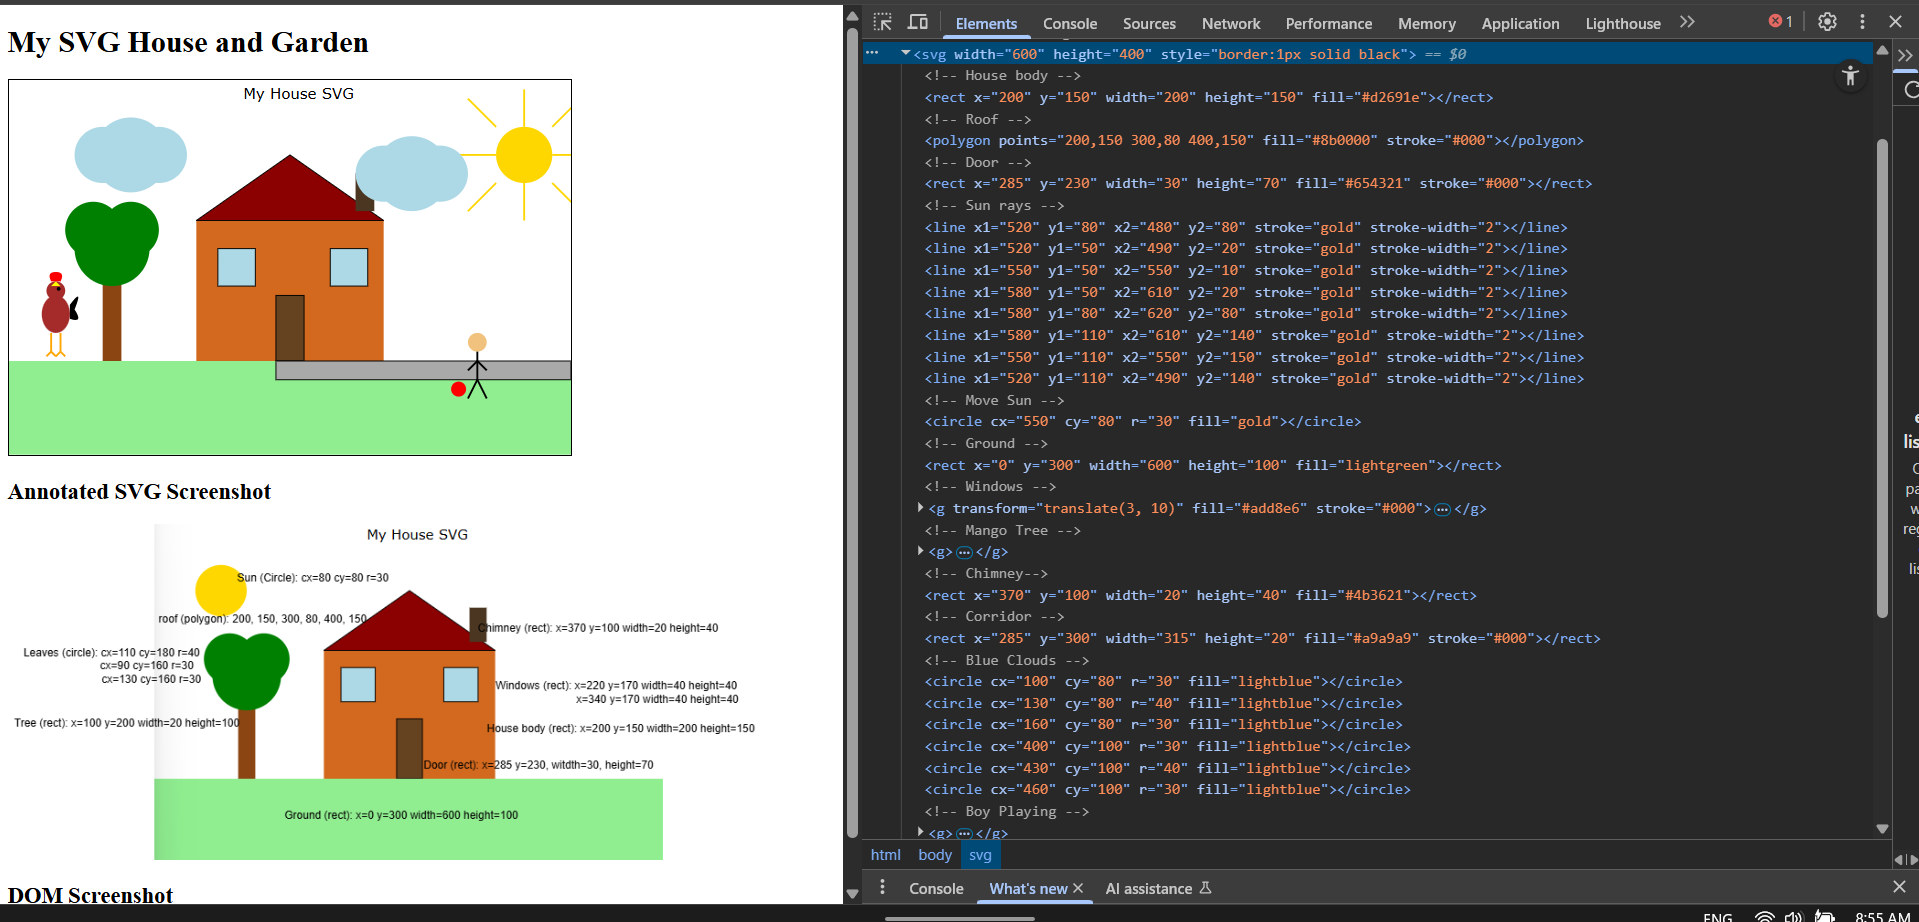 My SVG House and Garden
My House SVG
Annotated SVG Screenshot
My House SVG
Sun (Circle): cx=80 cy=80 r=30
roof (polygon): 200, 150, 300, 80, 400, 150
Chimney (rect): x=370 y=100 width=20 height=40
Leaves (circle): cx=110 cy=180 r=40
cx=90 cy=160 r=30
cx=130 cy=160 r=30
Windows (rect): x=220 y=170 width=40 height=40
x=340 y=170 width=40 height=40
Tree (rect): x=100 y=200 width=20 height=100
House body (rect): x=200 y=150 width=200 height=150
Door (rect): x=285 y=230, witdth=30, height=70
Ground (rect): x=0 y=300 width=600 height=100
DOM Screenshot
Elements Console Sources Network Performance Memory Application Lighthouse 1
<svg width="600" height="400" style="border:1px solid black"> == $0
<!-- House body -->
<rect x="200" y="150" width="200" height="150" fill="#d2691e"></rect>
<!-- Roof -->
<polygon points="200,150 300,80 400,150" fill="#8b0000" stroke="#000"></polygon>
<!-- Door -->
<rect x="285" y="230" width="30" height="70" fill="#654321" stroke="#000"></rect>
<!-- Sun rays -->
<line x1="520" y1="80" x2="480" y2="80" stroke="gold" stroke-width="2"></line>
<line x1="520" y1="50" x2="490" y2="20" stroke="gold" stroke-width="2"></line>
<line x1="550" y1="50" x2="550" y2="10" stroke="gold" stroke-width="2"></line>
<line x1="580" y1="50" x2="610" y2="20" stroke="gold" stroke-width="2"></line>
<line x1="580" y1="80" x2="620" y2="80" stroke="gold" stroke-width="2"></line>
<line x1="580" y1="110" x2="610" y2="140" stroke="gold" stroke-width="2"></line>
<line x1="550" y1="110" x2="550" y2="150" stroke="gold" stroke-width="2"></line>
<line x1="520" y1="110" x2="490" y2="140" stroke="gold" stroke-width="2"></line>
<!-- Move Sun -->
<circle cx="550" cy="80" r="30" fill="gold"></circle>
<!-- Ground -->
<rect x="0" y="300" width="600" height="100" fill="lightgreen"></rect>
<!-- Windows -->
<g transform="translate(3, 10)" fill="#add8e6" stroke="#000">…</g>
<!-- Mango Tree -->
<g>…</g>
<!-- Chimney-->
<rect x="370" y="100" width="20" height="40" fill="#4b3621"></rect>
<!-- Corridor -->
<rect x="285" y="300" width="315" height="20" fill="#a9a9a9" stroke="#000"></rect>
<!-- Blue Clouds -->
<circle cx="100" cy="80" r="30" fill="lightblue"></circle>
<circle cx="130" cy="80" r="40" fill="lightblue"></circle>
<circle cx="160" cy="80" r="30" fill="lightblue"></circle>
<circle cx="400" cy="100" r="30" fill="lightblue"></circle>
<circle cx="430" cy="100" r="40" fill="lightblue"></circle>
<circle cx="460" cy="100" r="30" fill="lightblue"></circle>
<!-- Boy Playing -->
<g>…</g>
html body svg
Console What's new AI assistance
ENG 8:55 AM